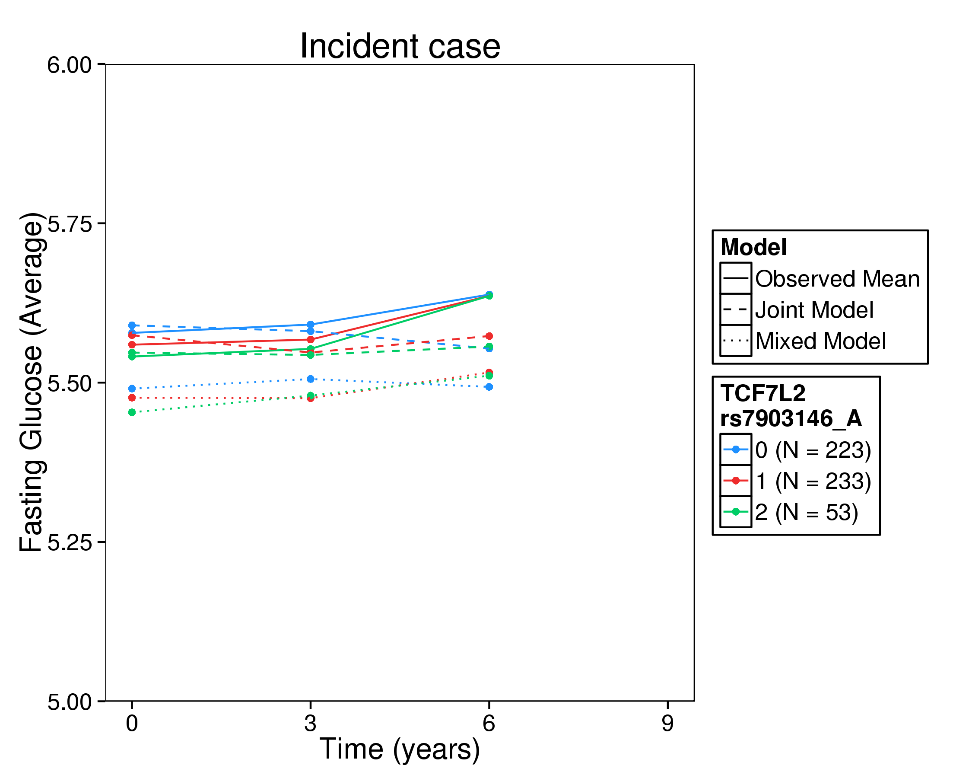 Incident case
6.00
5.75
5.50
5.25
5.00
Fasting Glucose (Average)
0 3 6 9
Time (years)
Model
Observed Mean
Joint Model
Mixed Model
TCF7L2
rs7903146_A
0 (N = 223)
1 (N = 233)
2 (N = 53)